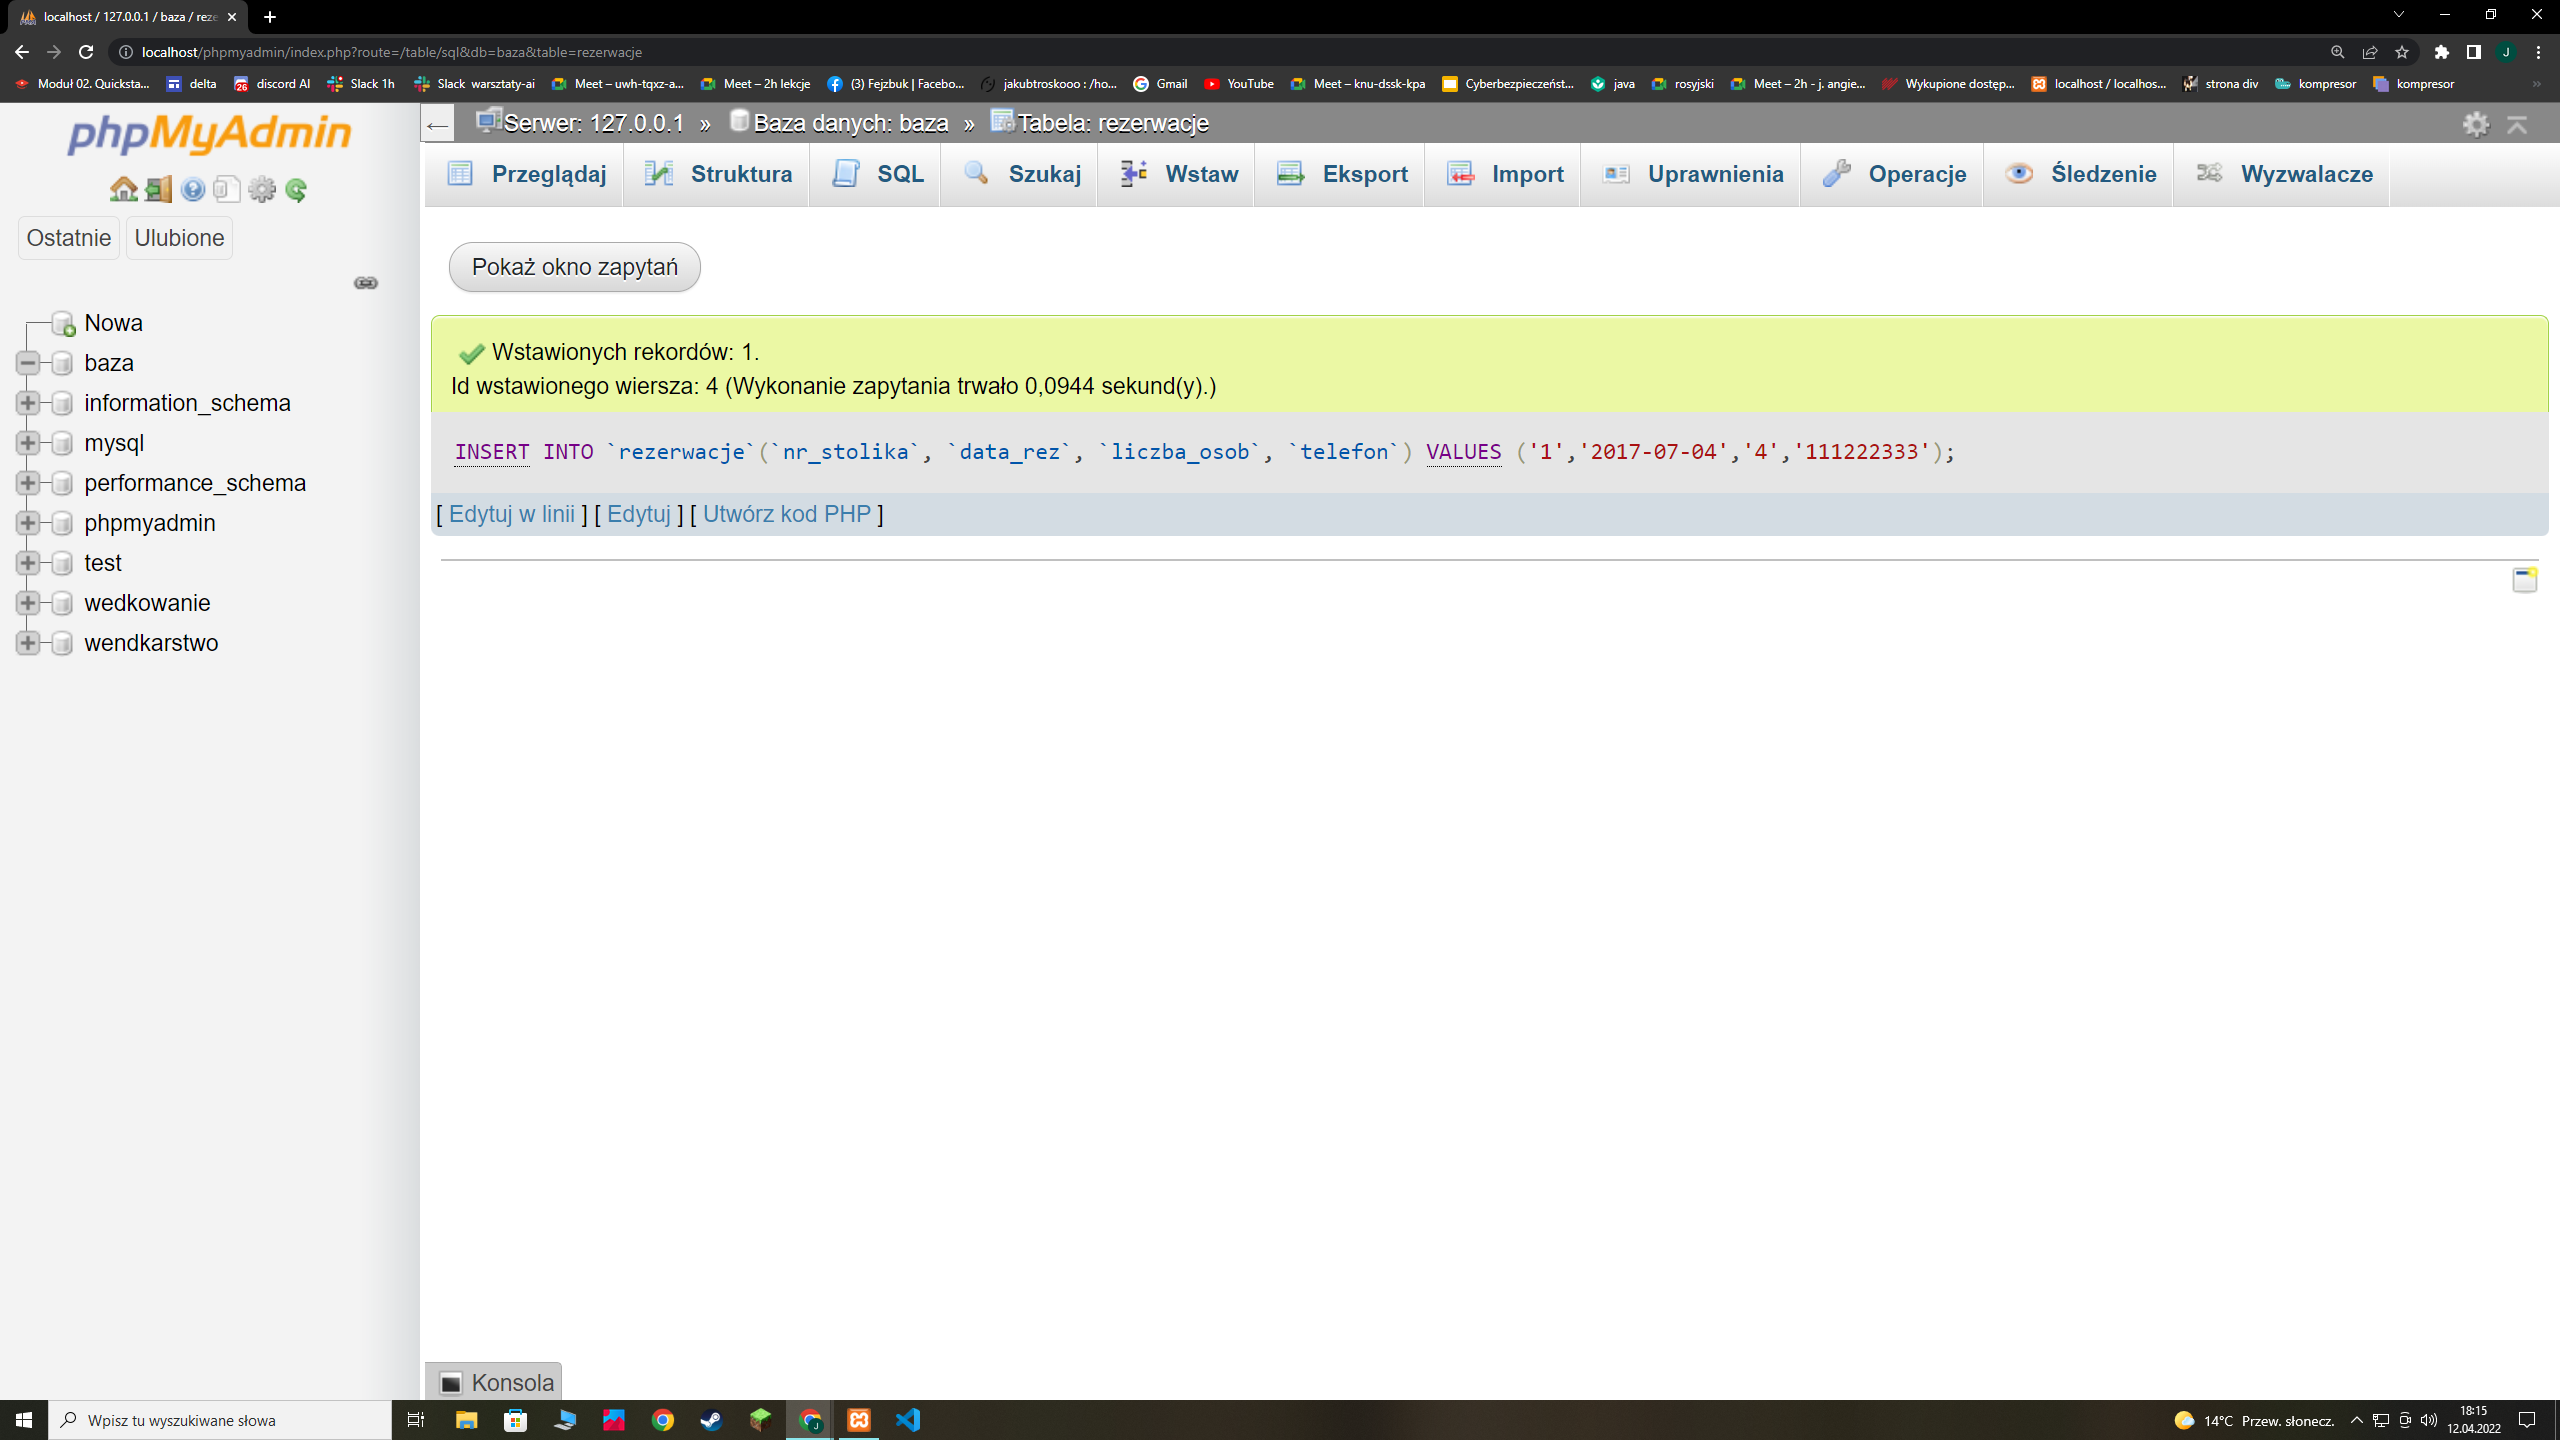 localhost / 127.0.0.1 / baza / reze
localhost/phpmyadmin/index.php?route=/table/sql&db=baza&table=rezerwacje
Moduł 02. Quicksta... delta discord AI Slack 1h Slack warsztaty-ai Meet – uwh-tqxz-a... Meet – 2h lekcje (3) Fejzbuk | Facebo... jakubtroskooo : /ho... Gmail YouTube Meet – knu-dssk-kpa Cyberbezpieczeńst... java rosyjski Meet – 2h - j. angie... Wykupione dostęp... localhost / localhos... strona div kompresor kompresor
phpMyAdmin
Ostatnie Ulubione
Nowa
baza
information_schema
mysql
performance_schema
phpmyadmin
test
wedkowanie
wendkarstwo
Serwer: 127.0.0.1 » Baza danych: baza » Tabela: rezerwacje
Przeglądaj Struktura SQL Szukaj Wstaw Eksport Import Uprawnienia Operacje Śledzenie Wyzwalacze
Pokaż okno zapytań
Wstawionych rekordów: 1.
Id wstawionego wiersza: 4 (Wykonanie zapytania trwało 0,0944 sekund(y).)
INSERT INTO `rezerwacje`(`nr_stolika`, `data_rez`, `liczba_osob`, `telefon`) VALUES ('1','2017-07-04','4','111222333');
[ Edytuj w linii ] [ Edytuj ] [ Utwórz kod PHP ]
Konsola
Wpisz tu wyszukiwane słowa
14°C Przew. słonecz.
18:15
12.04.2022